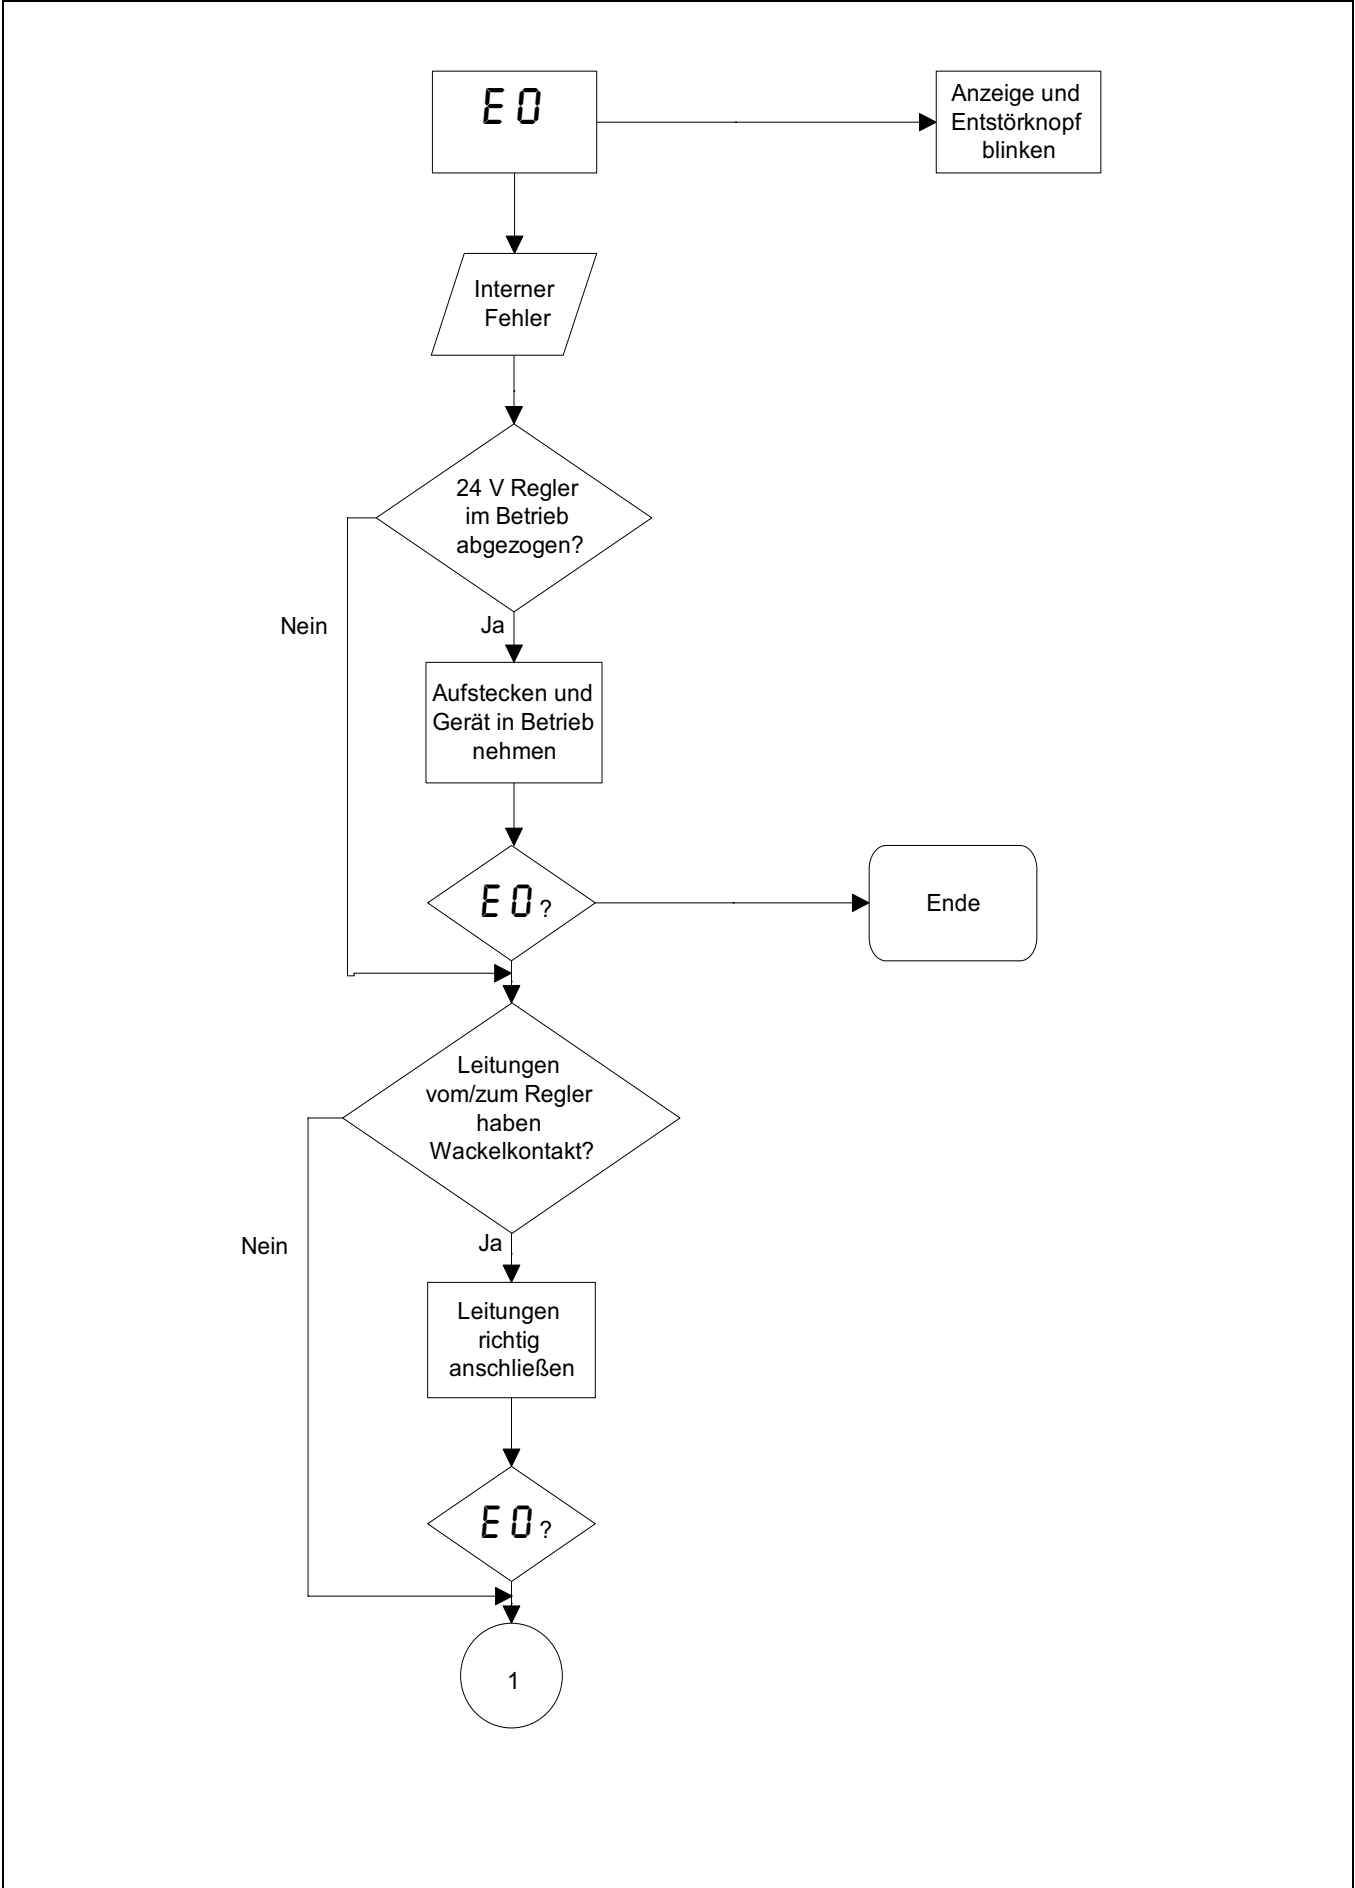 E0
Anzeige und
Entstörknopf
blinken
Interner
Fehler
24 V Regler
im Betrieb
abgezogen?
Nein
Ja
Aufstecken und
Gerät in Betrieb
nehmen
E0?
Ende
Leitungen
vom/zum Regler
haben
Wackelkontakt?
Nein
Ja
Leitungen
richtig
anschließen
E0?
1